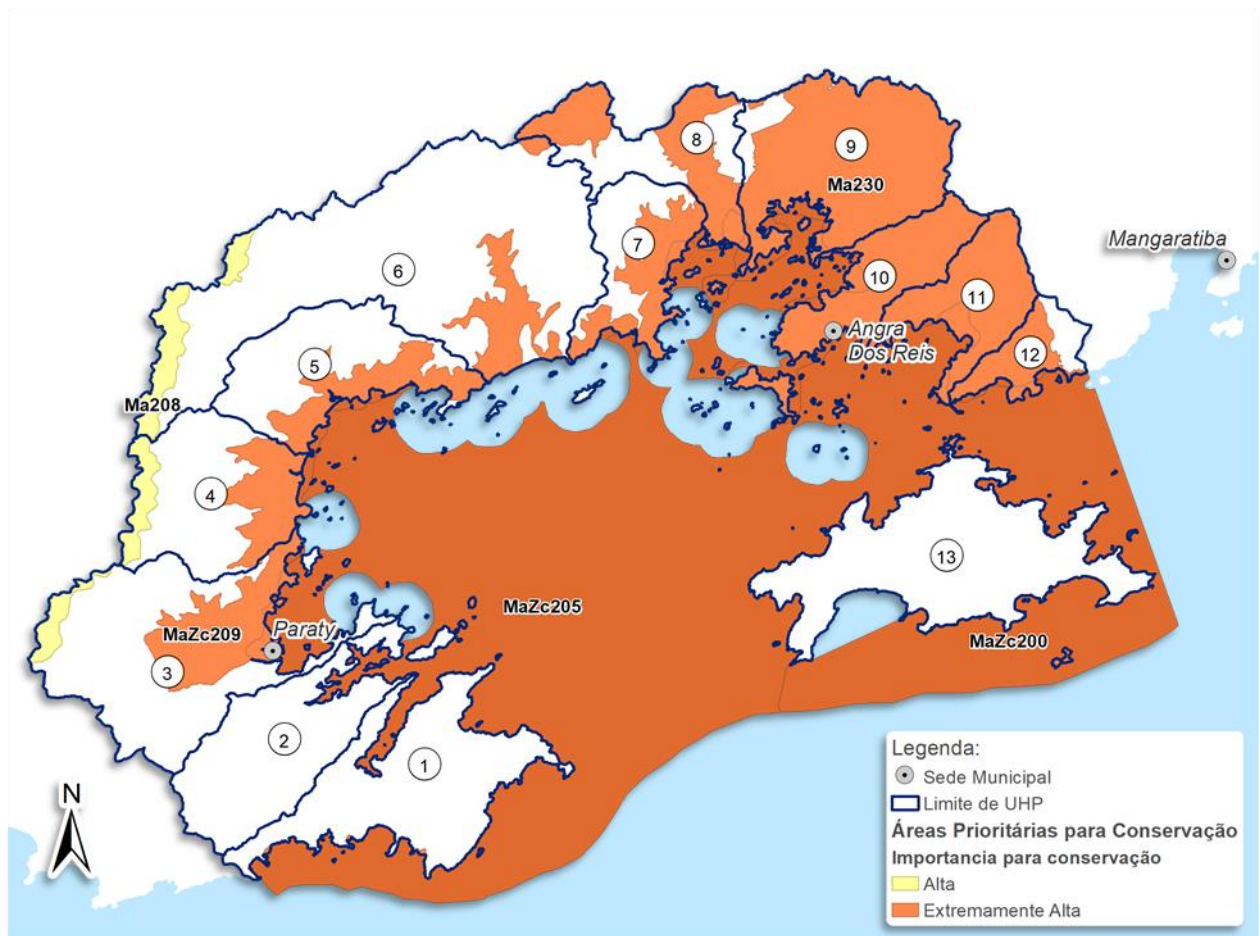 8
9
Ma230
Mangaratiba
7
6
10
11
Angra
Dos Reis
12
5
Ma208
4
13
MaZc205
MaZc209
Paraty
MaZc200
3
2
1
N
Legenda:
Sede Municipal
Limite de UHP
Áreas Prioritárias para Conservação
Importancia para conservação
Alta
Extremamente Alta